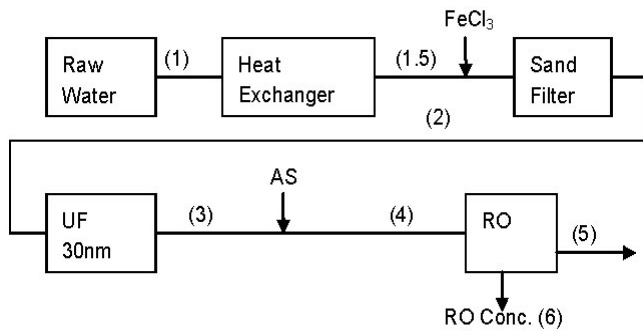 FeCl₃
Raw
Water
(1)
Heat
Exchanger
(1.5)
Sand
Filter
(2)
AS
UF
30nm
(3)
(4)
RO
(5)
RO Conc. (6)